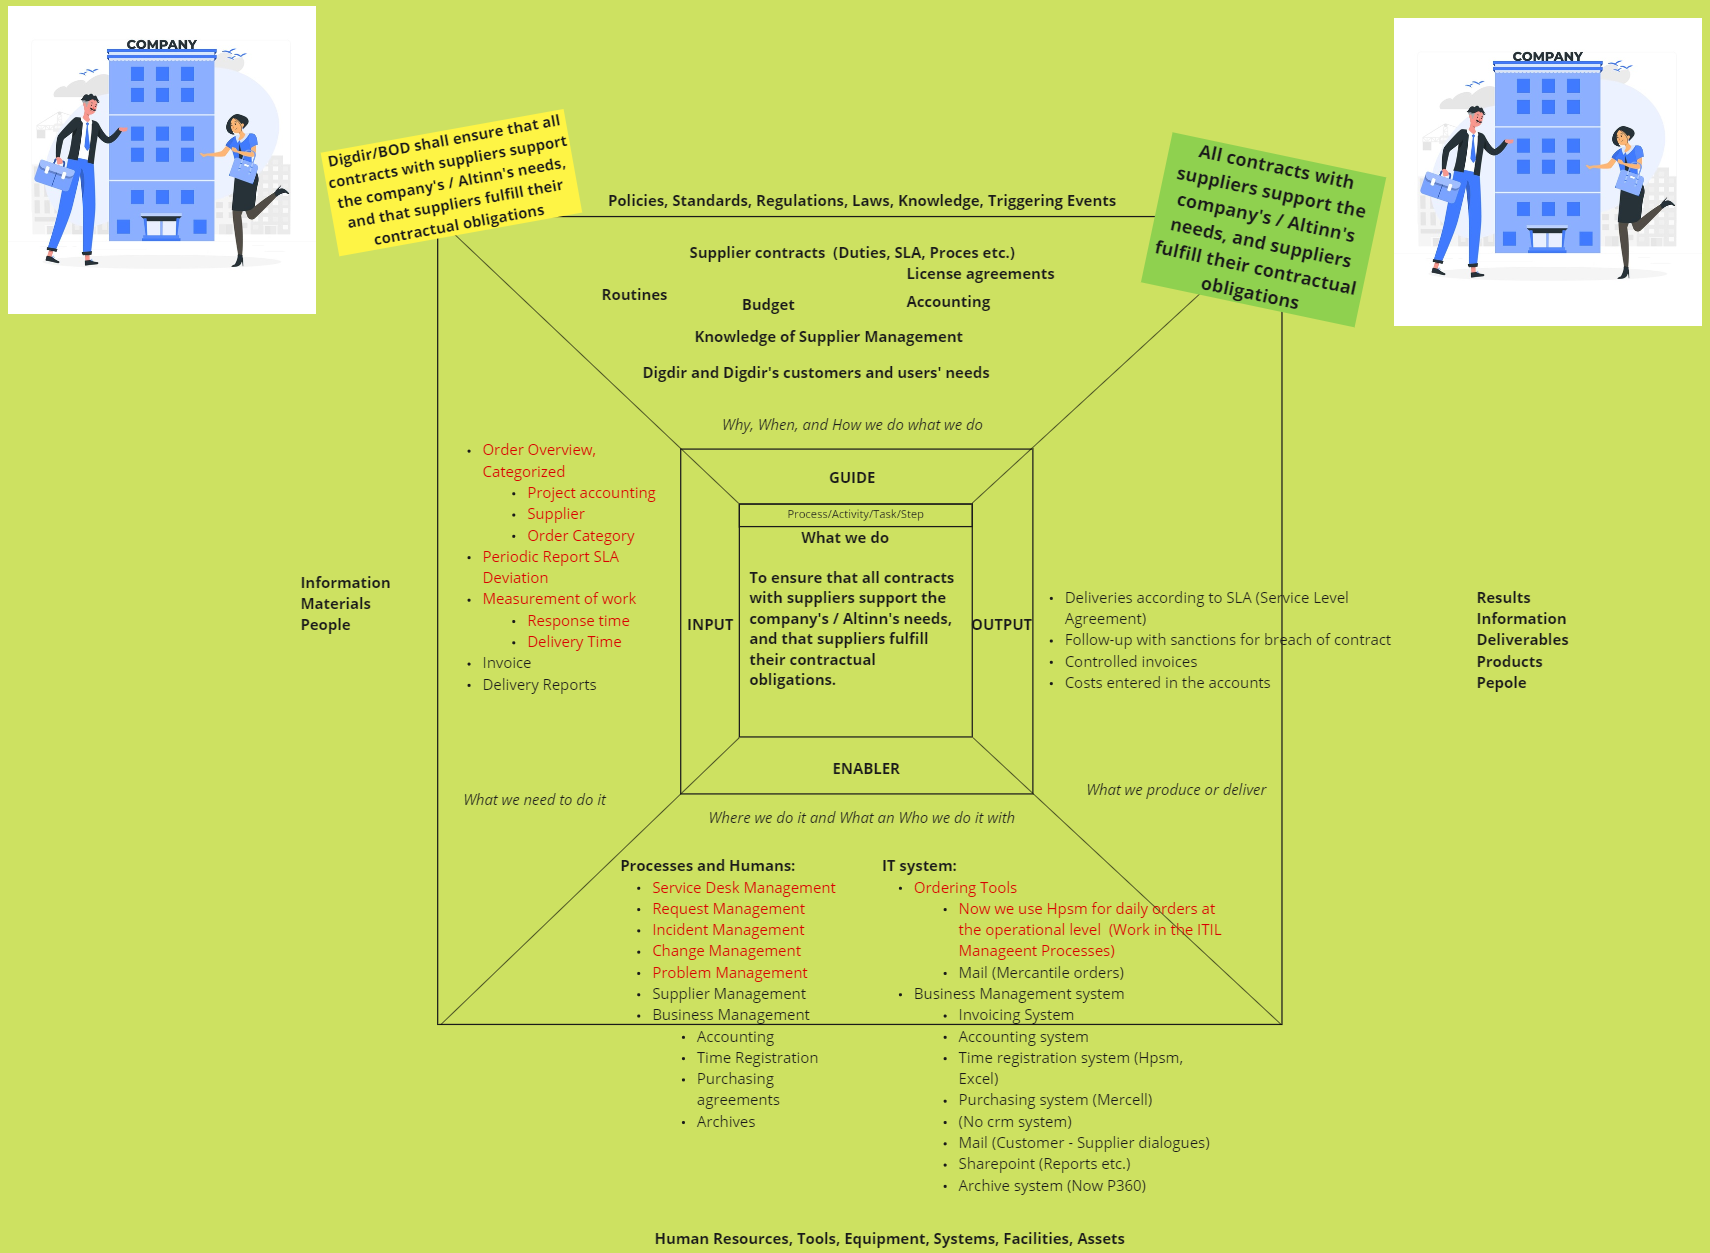 COMPANY
COMPANY
Digdir/BOD shall ensure that all
contracts with suppliers support
the company's / Altinn's needs,
and that suppliers fulfill their
contractual obligations
All contracts with
suppliers support the
company's / Altinn's
needs, and suppliers
fulfill their contractual
obligations
Policies, Standards, Regulations, Laws, Knowledge, Triggering Events
Supplier contracts (Duties, SLA, Proces etc.)
License agreements
Routines
Budget
Accounting
Knowledge of Supplier Management
Digdir and Digdir's customers and users' needs
Why, When, and How we do what we do
GUIDE
Process/Activity/Task/Step
What we do
To ensure that all contracts
with suppliers support the
company's / Altinn's needs,
and that suppliers fulfill
their contractual
obligations.
Information
Materials
People
• Order Overview,
Categorized
• Project accounting
• Supplier
• Order Category
• Periodic Report SLA
Deviation
• Measurement of work
• Response time
• Delivery Time
• Invoice
• Delivery Reports
What we need to do it
INPUT
OUTPUT
• Deliveries according to SLA (Service Level
Agreement)
• Follow-up with sanctions for breach of contract
• Controlled invoices
• Costs entered in the accounts
What we produce or deliver
Results
Information
Deliverables
Products
Pepole
ENABLER
Where we do it and What an Who we do it with
Processes and Humans:
• Service Desk Management
• Request Management
• Incident Management
• Change Management
• Problem Management
• Supplier Management
• Business Management
• Accounting
• Time Registration
• Purchasing
agreements
• Archives
IT system:
• Ordering Tools
• Now we use Hpsm for daily orders at
the operational level (Work in the ITIL
Manageent Processes)
• Mail (Mercantile orders)
• Business Management system
• Invoicing System
• Accounting system
• Time registration system (Hpsm,
Excel)
• Purchasing system (Mercell)
• (No crm system)
• Mail (Customer - Supplier dialogues)
• Sharepoint (Reports etc.)
• Archive system (Now P360)
Human Resources, Tools, Equipment, Systems, Facilities, Assets